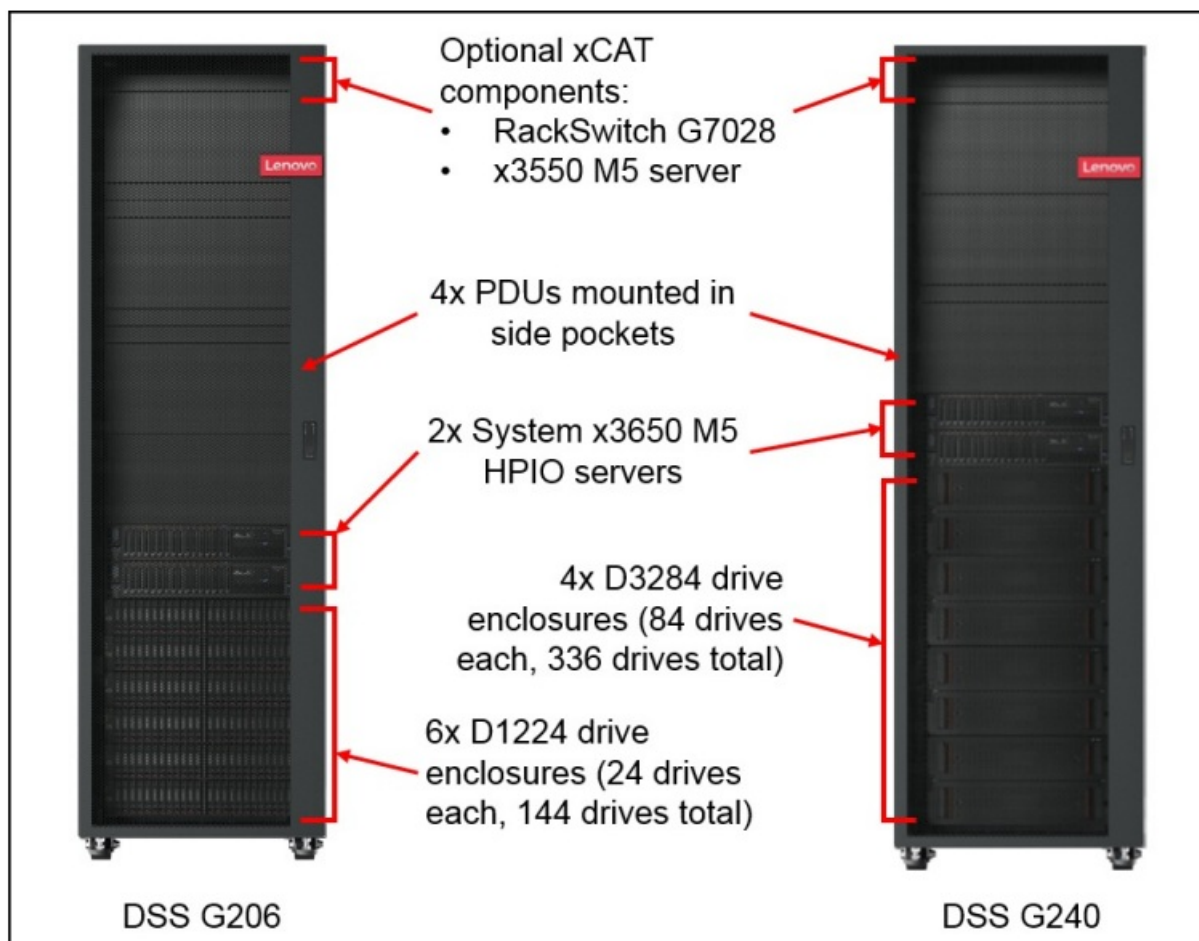 Optional xCAT
components:
• RackSwitch G7028
• x3550 M5 server
Lenovo
Lenovo
4x PDUs mounted in
side pockets
2x System x3650 M5
HPIO servers
4x D3284 drive
enclosures (84 drives
each, 336 drives total)
6x D1224 drive
enclosures (24 drives
each, 144 drives total)
DSS G206
DSS G240